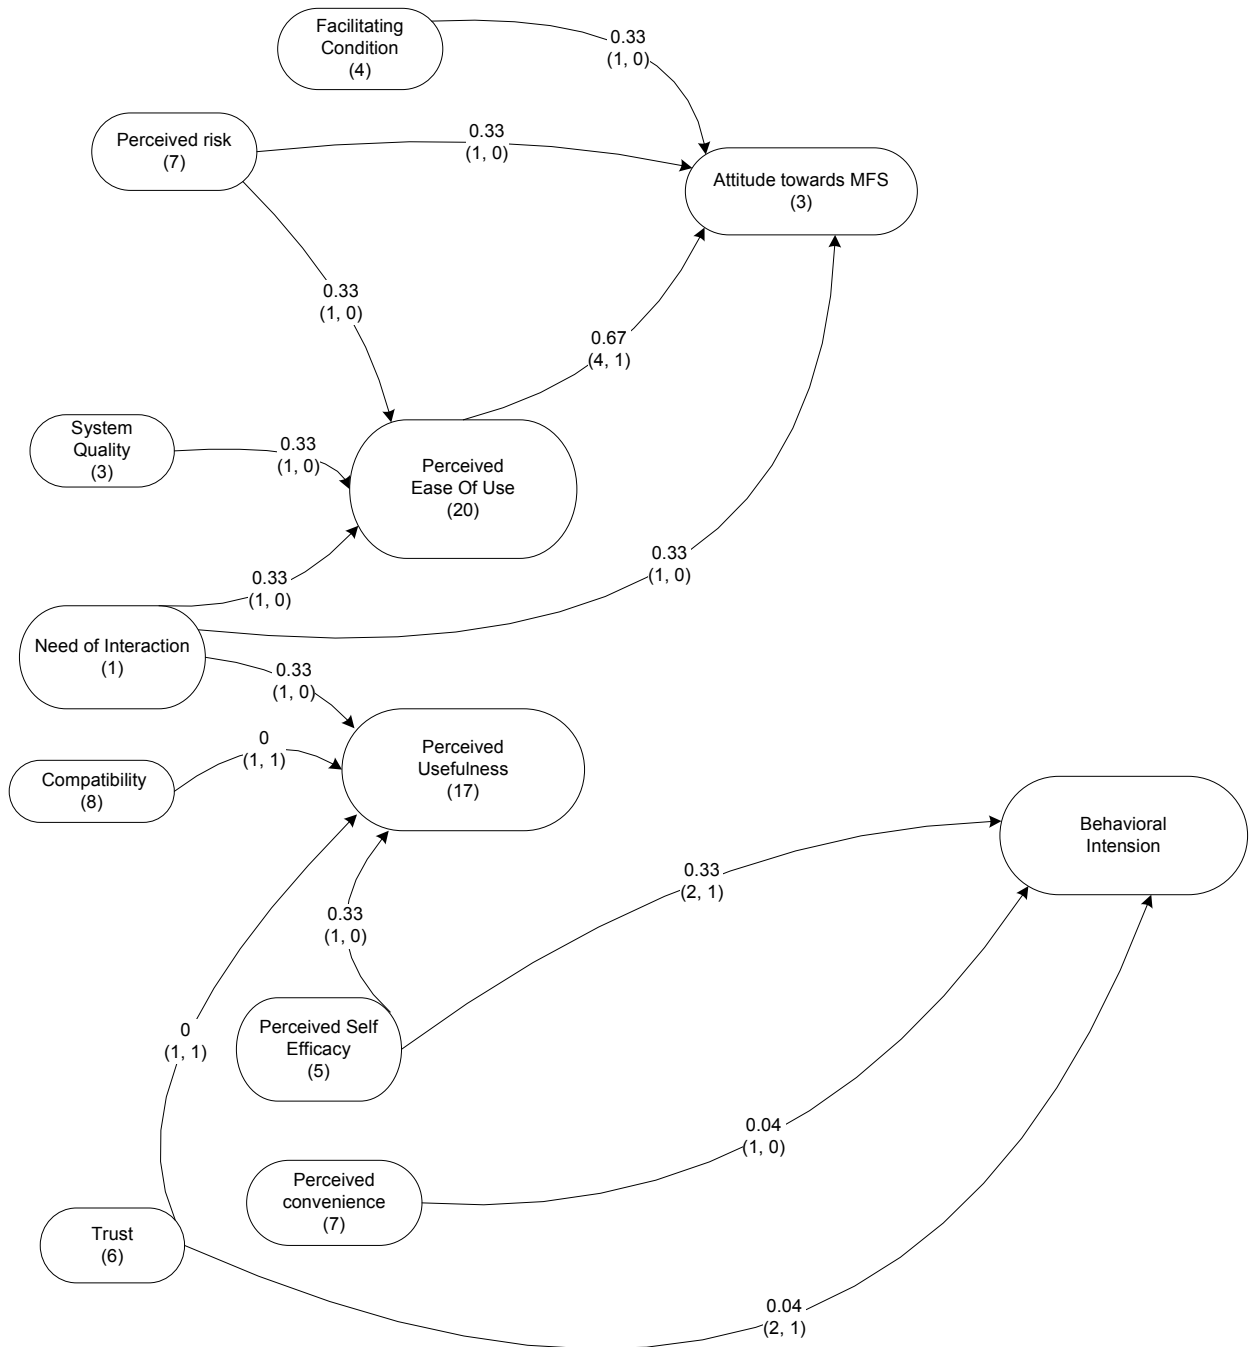 Facilitating
Condition
(4)
0.33
(1, 0)
Perceived risk
(7)
0.33
(1, 0)
Attitude towards MFS
(3)
0.33
(1, 0)
0.67
(4, 1)
System
Quality
(3)
0.33
(1, 0)
Perceived
Ease Of Use
(20)
0.33
(1, 0)
0.33
(1, 0)
Need of Interaction
(1)
0.33
(1, 0)
Compatibility
(8)
0
(1, 1)
Perceived
Usefulness
(17)
Behavioral
Intension
0.33
(2, 1)
0.33
(1, 0)
0
(1, 1)
Perceived Self
Efficacy
(5)
0.04
(1, 0)
Perceived
convenience
(7)
Trust
(6)
0.04
(2, 1)